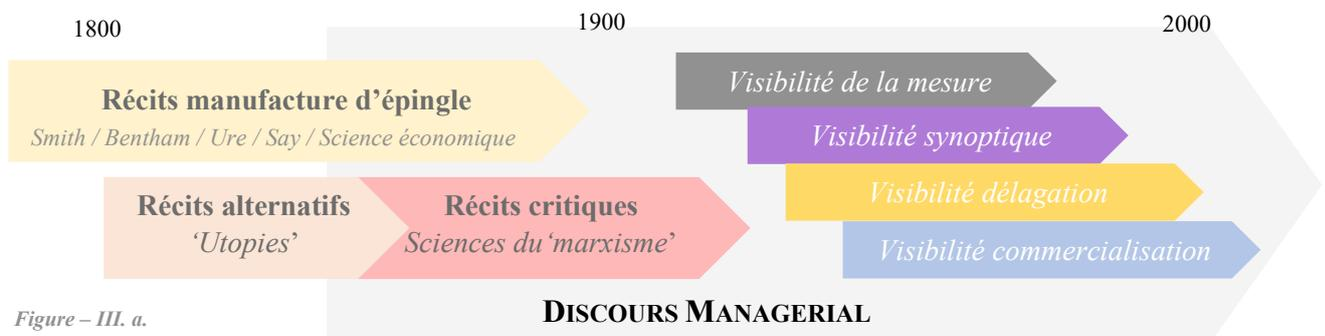 1800
1900
2000
Récits manufacture d’épingle
Smith / Bentham / Ure / Say / Science économique
Récits alternatifs
‘Utopies’
Récits critiques
Sciences du ‘marxisme’
Visibilité de la mesure
Visibilité synoptique
Visibilité délagation
Visibilité commercialisation
DISCOURS MANAGERIAL
Figure – III. a.